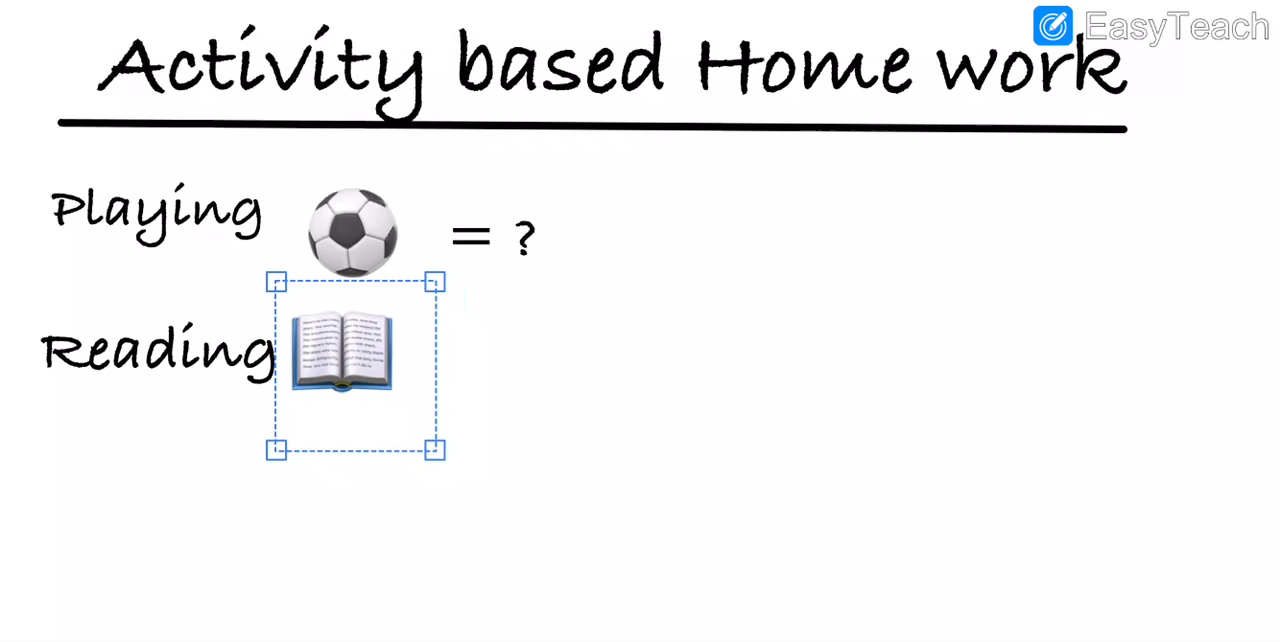 EasyTeach
Activity based Home work
Playing = ?
Reading